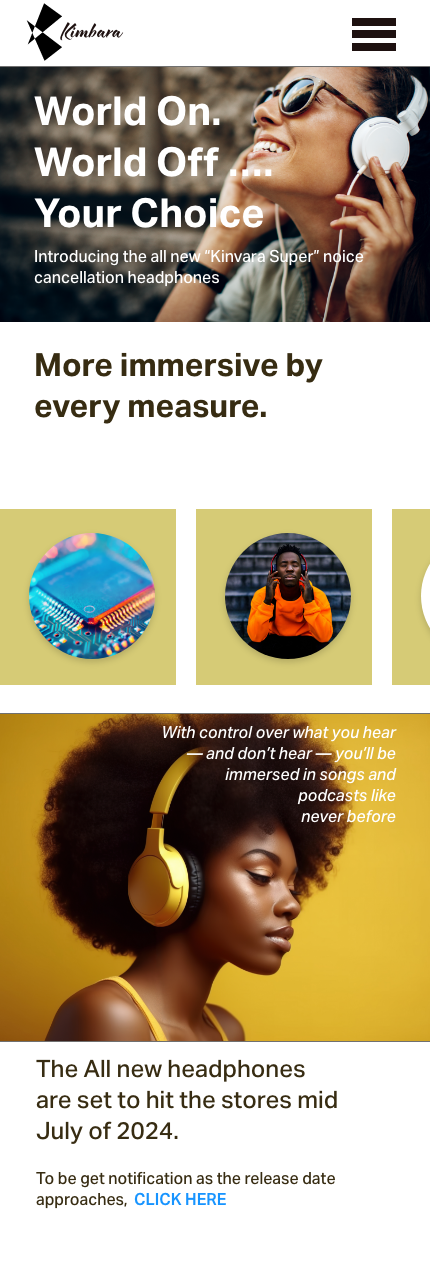 Kimbara
World On.
World Off ....
Your Choice
Introducing the all new “Kinvara Super” noice
cancellation headphones
More immersive by
every measure.
With control over what you hear
— and don’t hear — you’ll be
immersed in songs and
podcasts like
never before
The All new headphones
are set to hit the stores mid
July of 2024.
To be get notification as the release date
approaches, CLICK HERE